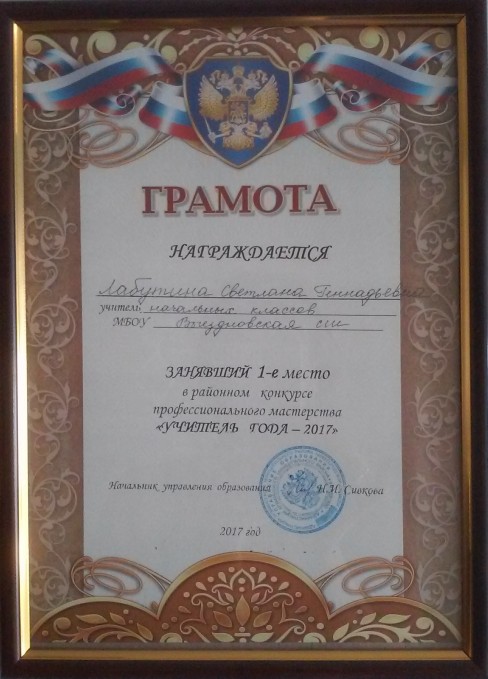 ГРАМОТА
НАГРАЖДАЕТСЯ
Лабутина Светлана Геннадьевна
учитель начальных классов
МБОУ Выездновская сш
ЗАНЯВШИЙ 1-е место
в районном конкурсе
профессионального мастерства
«УЧИТЕЛЬ ГОДА – 2017»
Начальник управления образования Н.И. Сивкова
2017 год